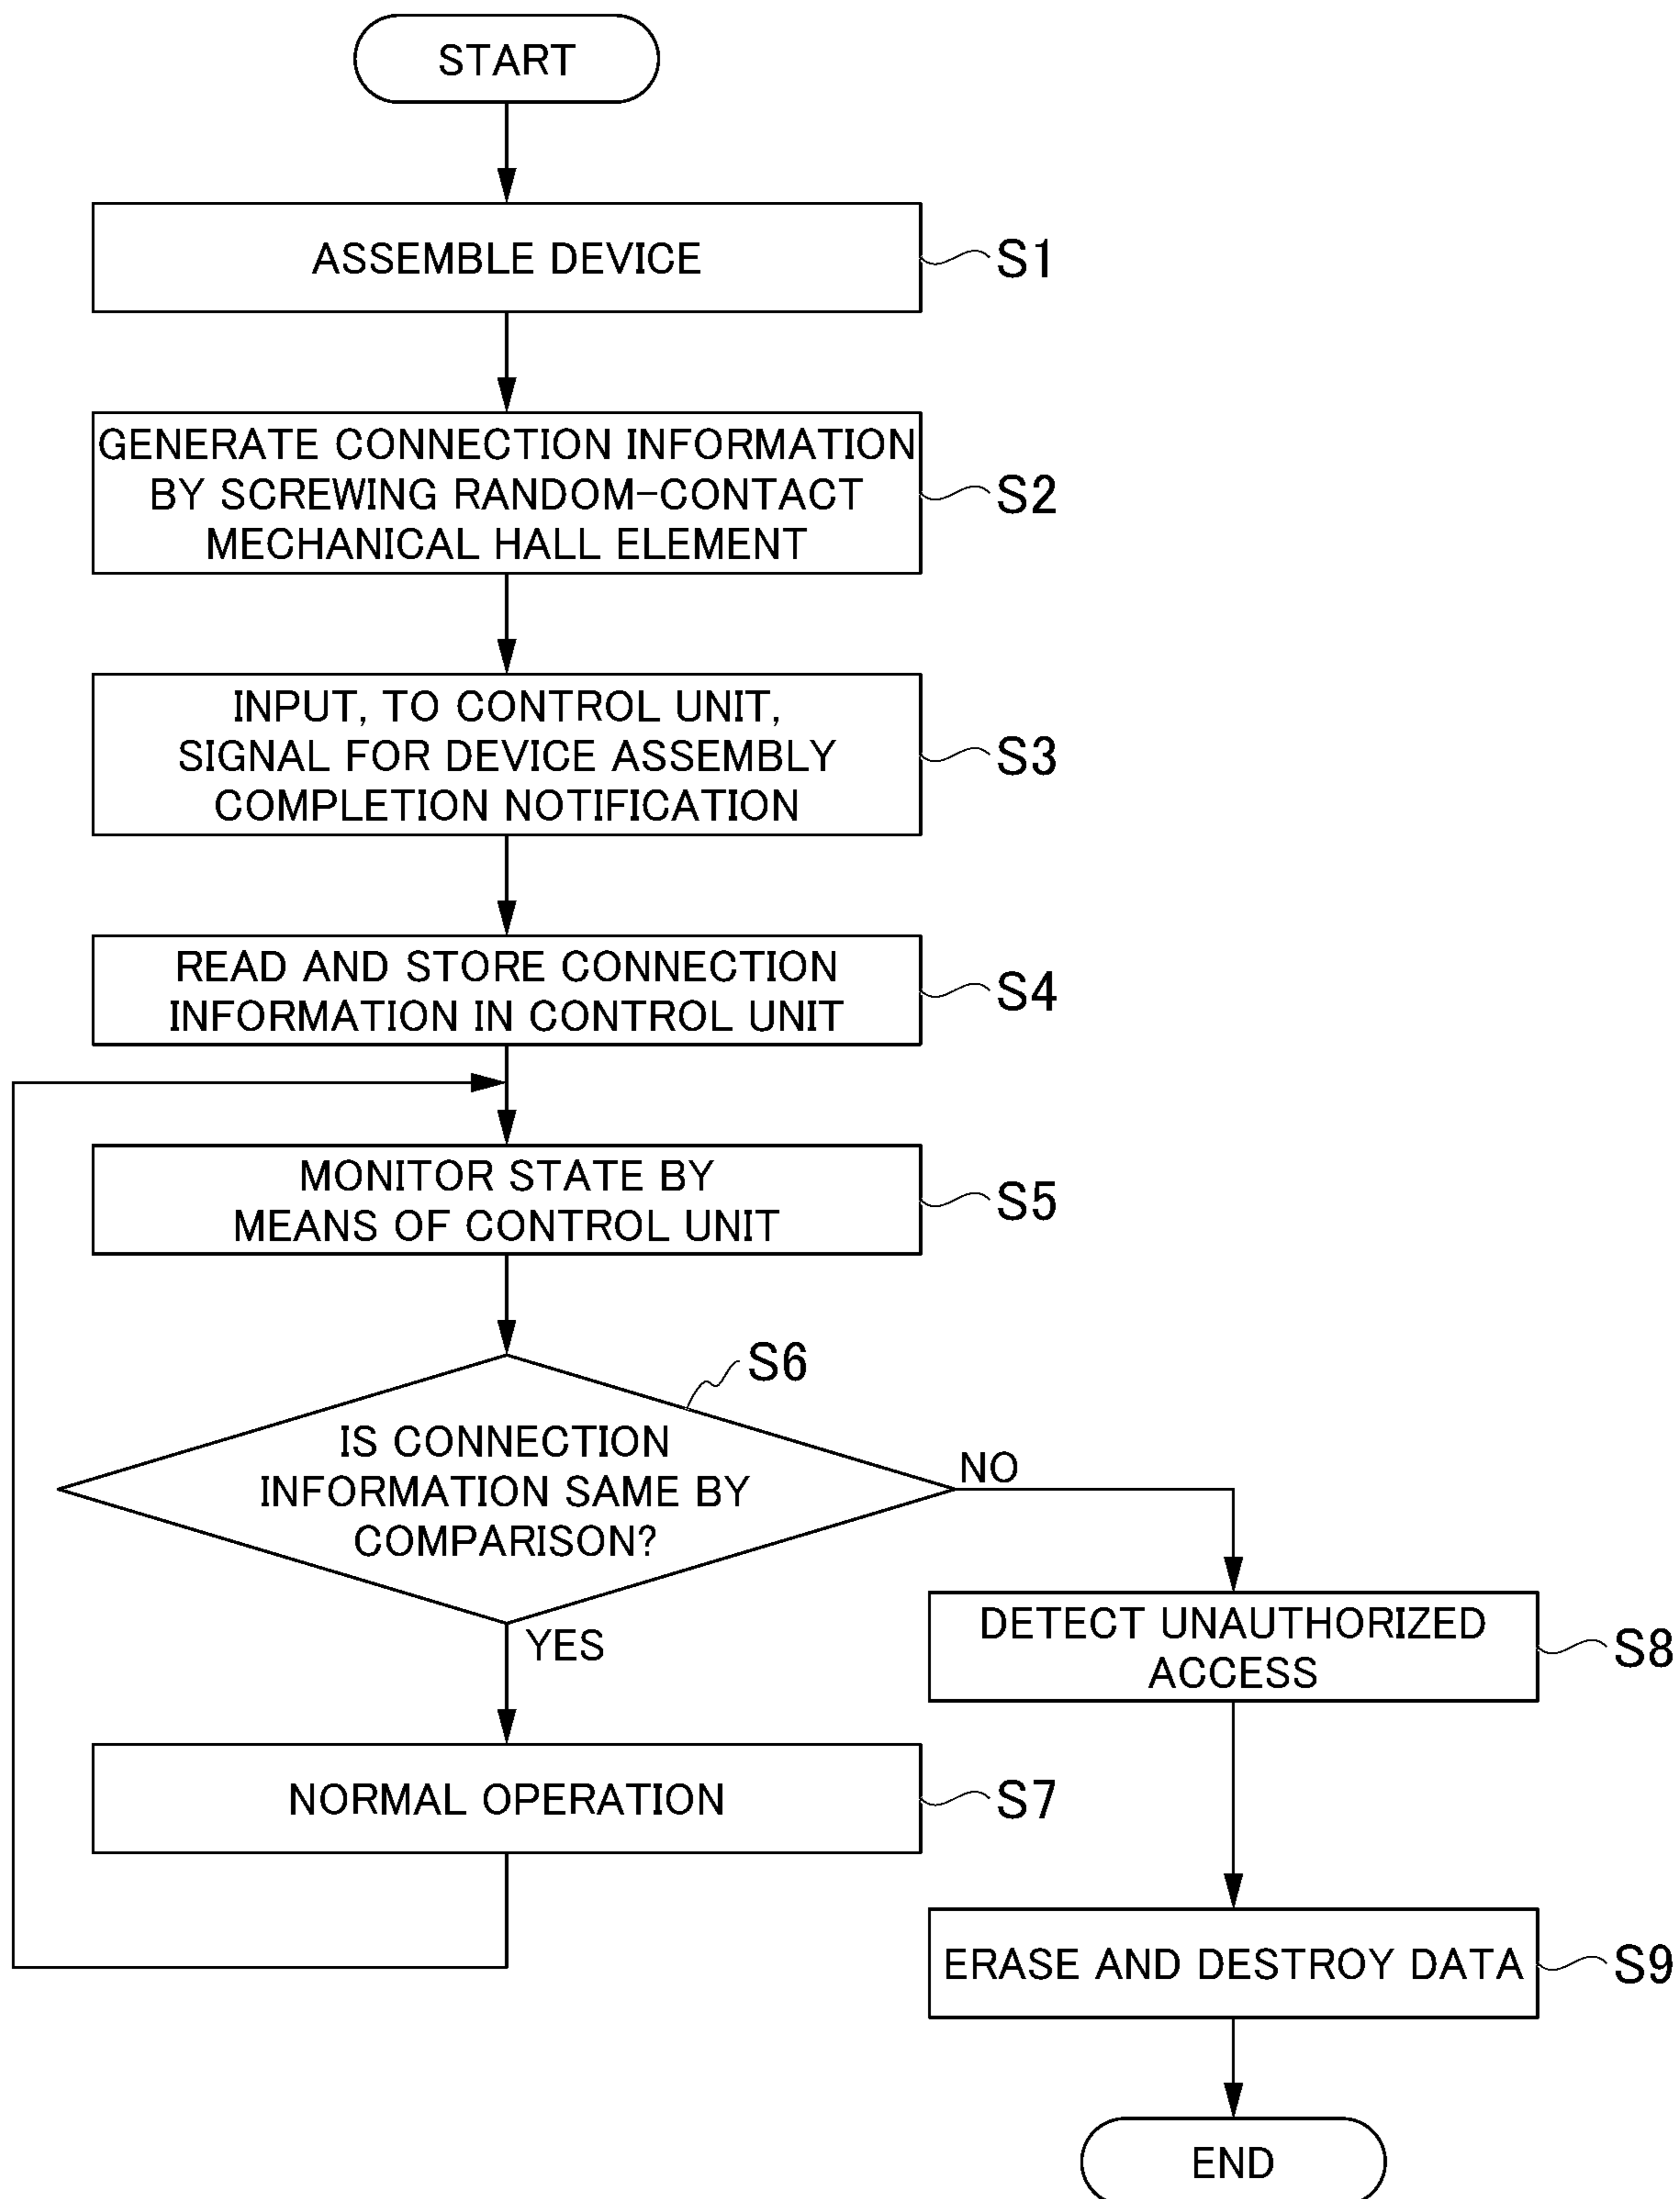 START
ASSEMBLE DEVICE
S1
GENERATE CONNECTION INFORMATION
BY SCREWING RANDOM-CONTACT
MECHANICAL HALL ELEMENT
S2
INPUT, TO CONTROL UNIT,
SIGNAL FOR DEVICE ASSEMBLY
COMPLETION NOTIFICATION
S3
READ AND STORE CONNECTION
INFORMATION IN CONTROL UNIT
S4
MONITOR STATE BY
MEANS OF CONTROL UNIT
S5
S6
IS CONNECTION
INFORMATION SAME BY
COMPARISON?
NO
YES
DETECT UNAUTHORIZED
ACCESS
S8
NORMAL OPERATION
S7
ERASE AND DESTROY DATA
S9
END